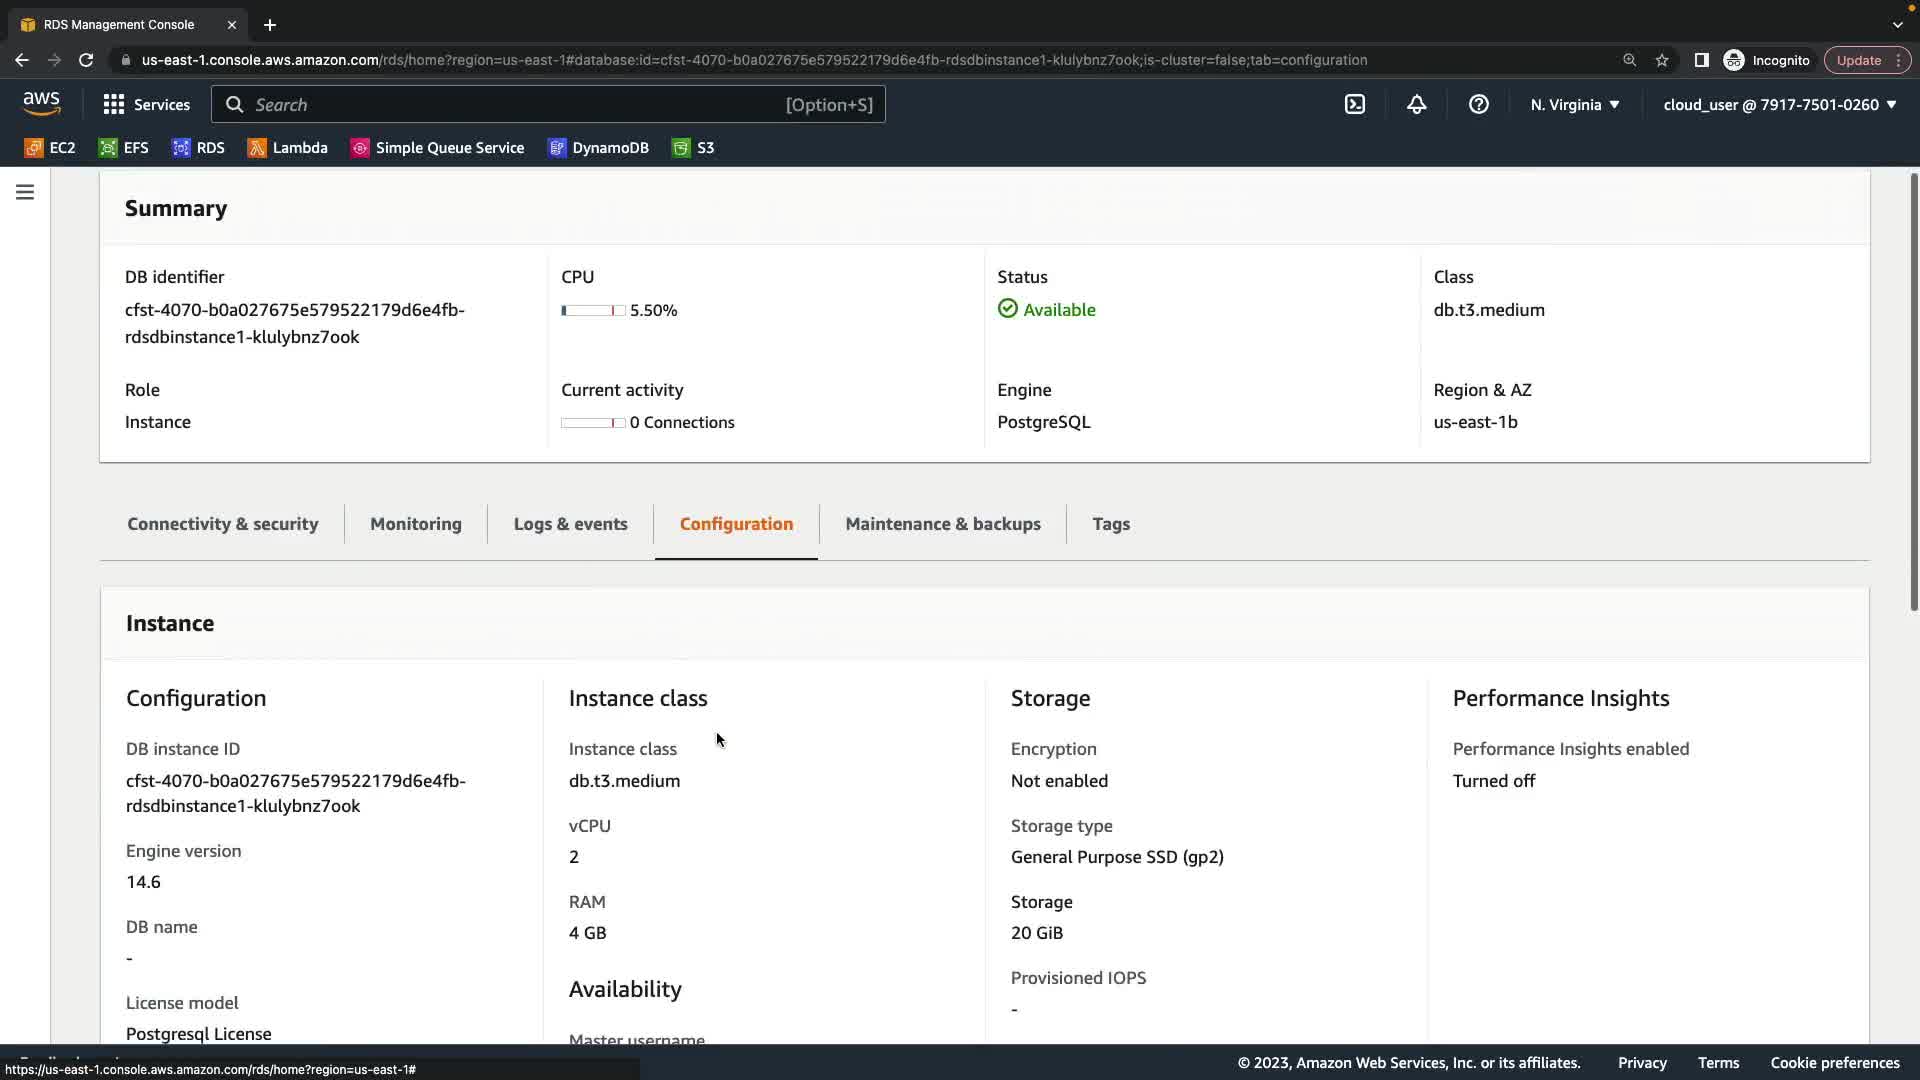 RDS Management Console
us-east-1.console.aws.amazon.com/rds/home?region=us-east-1#database:id=cfst-4070-b0a027675e579522179d6e4fb-rdsdbinstance1-klulybnz7ook;is-cluster=false;tab=configuration
Incognito
Update
aws
Services
Search
[Option+S]
N. Virginia
cloud_user @ 7917-7501-0260
EC2
EFS
RDS
Lambda
Simple Queue Service
DynamoDB
S3
Summary
DB identifier
cfst-4070-b0a027675e579522179d6e4fb-
rdsdbinstance1-klulybnz7ook
CPU
5.50%
Status
Available
Class
db.t3.medium
Role
Instance
Current activity
0 Connections
Engine
PostgreSQL
Region & AZ
us-east-1b
Connectivity & security
Monitoring
Logs & events
Configuration
Maintenance & backups
Tags
Instance
Configuration
DB instance ID
cfst-4070-b0a027675e579522179d6e4fb-
rdsdbinstance1-klulybnz7ook
Engine version
14.6
DB name
-
License model
Postgresql License
Instance class
Instance class
db.t3.medium
vCPU
2
RAM
4 GB
Availability
Master username
Storage
Encryption
Not enabled
Storage type
General Purpose SSD (gp2)
Storage
20 GiB
Provisioned IOPS
-
Performance Insights
Performance Insights enabled
Turned off
https://us-east-1.console.aws.amazon.com/rds/home?region=us-east-1#
© 2023, Amazon Web Services, Inc. or its affiliates.
Privacy
Terms
Cookie preferences